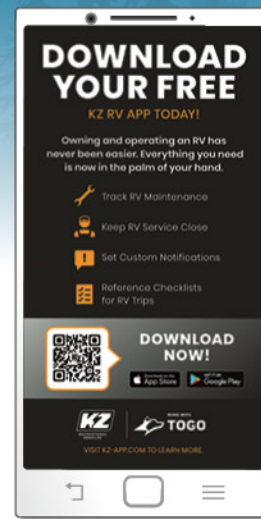 DOWNLOAD
YOUR FREE
KZ RV APP TODAY!
Owning and operating an RV has
never been easier. Everything you need
is now in the palm of your hand.
Track RV Maintenance
Keep RV Service Close
Set Custom Notifications
Reference Checklists
for RV Trips
DOWNLOAD
NOW!
App Store
GET IT ON
Google Play
KZ
TOGO
VISIT KZ-APP.COM TO LEARN MORE.